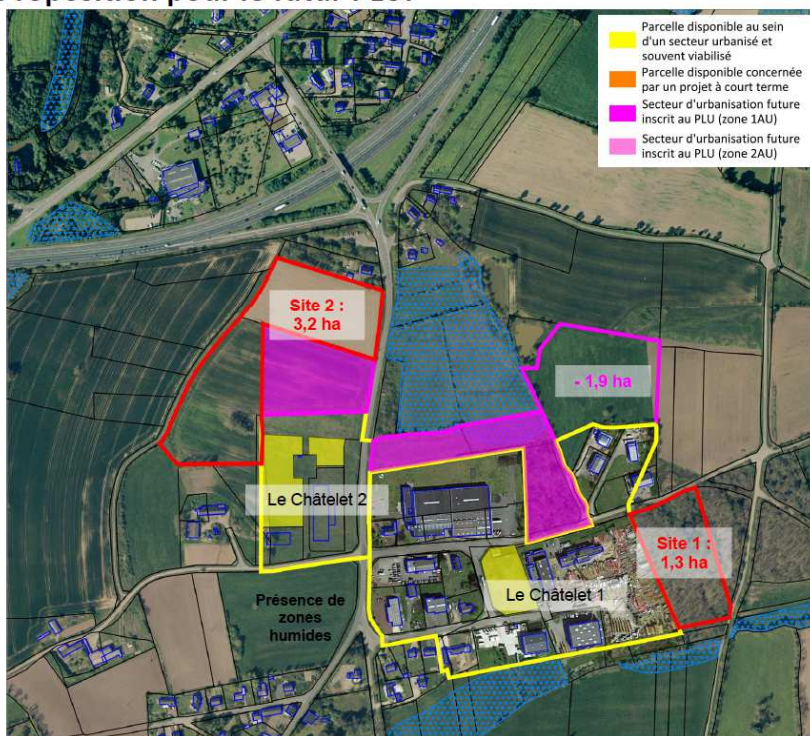 Parcelle disponible au sein
d'un secteur urbanisé et
souvent viabilisé
Parcelle disponible concernée
par un projet à court terme
Secteur d'urbanisation future
inscrit au PLU (zone 1AU)
Secteur d'urbanisation future
inscrit au PLU (zone 2AU)
Site 2 :
3,2 ha
- 1,9 ha
Le Châtelet 2
Site 1 :
1,3 ha
Le Châtelet 1
Présence de
zones
humides